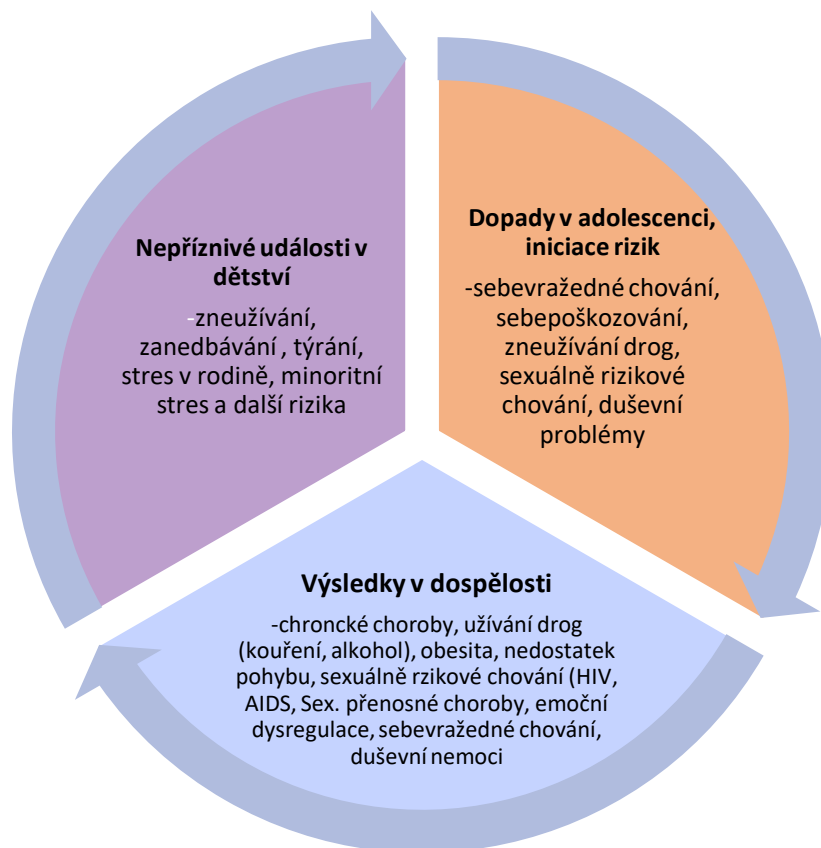 Nepříznivé události v
dětství
-zneužívání,
zanedbávání , týrání,
stres v rodině, minoritní
stres a další rizika
Dopady v adolescenci,
iniciace rizik
-sebevražedné chování,
sebepoškozování,
zneužívání drog,
sexuálně rizikové
chování, duševní
problémy
Výsledky v dospělosti
-chroncké choroby, užívání drog
(kouření, alkohol), obesita, nedostatek
pohybu, sexuálně rzikové chování (HIV,
AIDS, Sex. přenosné choroby, emoční
dysregulace, sebevražedné chování,
duševní nemoci